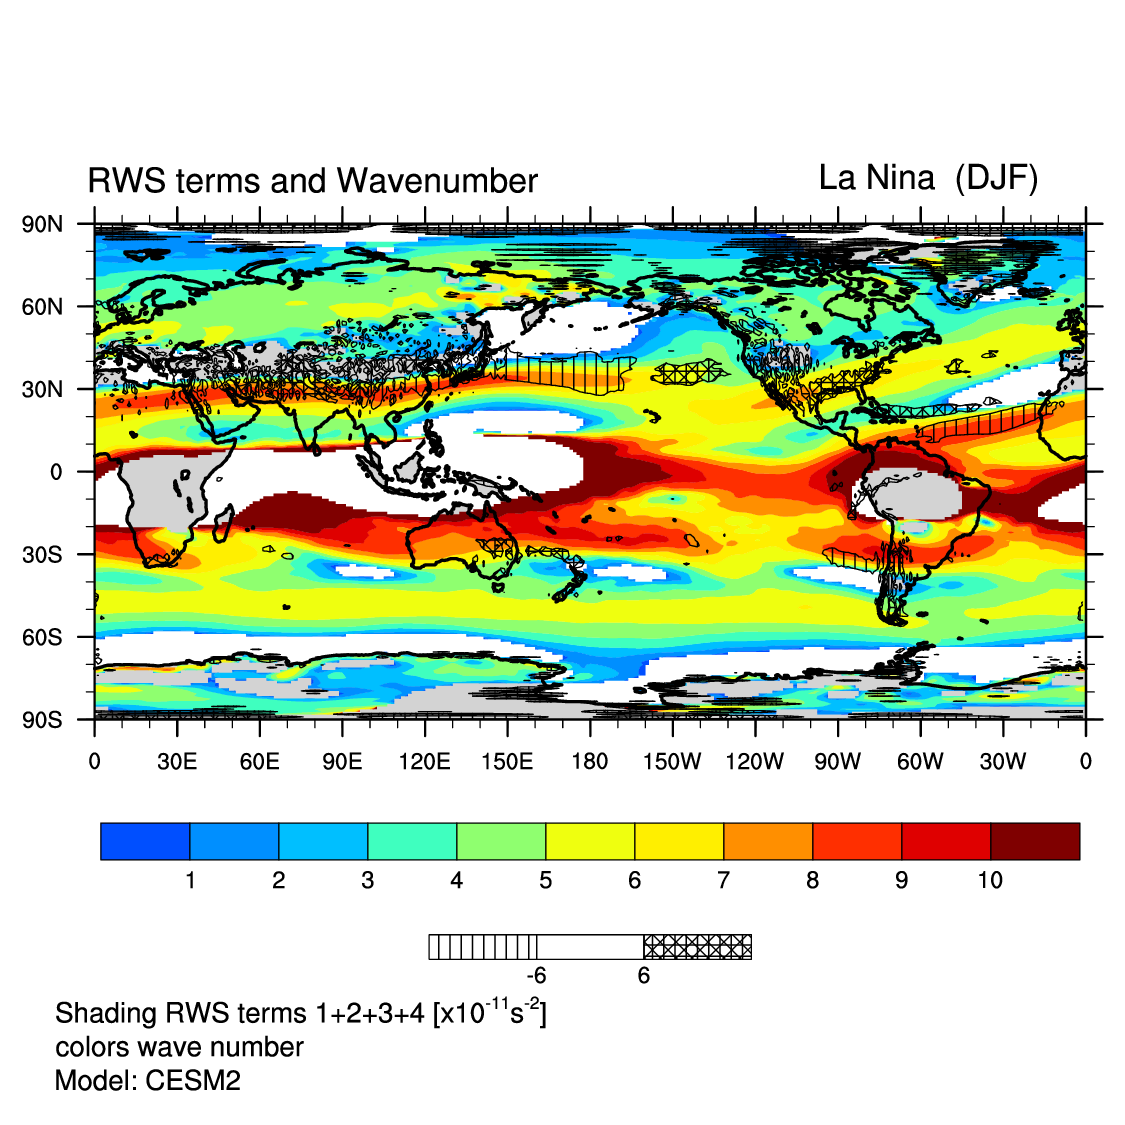 RWS terms and Wavenumber
La Nina (DJF)
90N
60N
30N
0
30S
60S
90S
0 30E 60E 90E 120E 150E 180 150W 120W 90W 60W 30W 0
1 2 3 4 5 6 7 8 9 10
-6 6
Shading RWS terms 1+2+3+4 [x10⁻¹¹s⁻²]
colors wave number
Model: CESM2